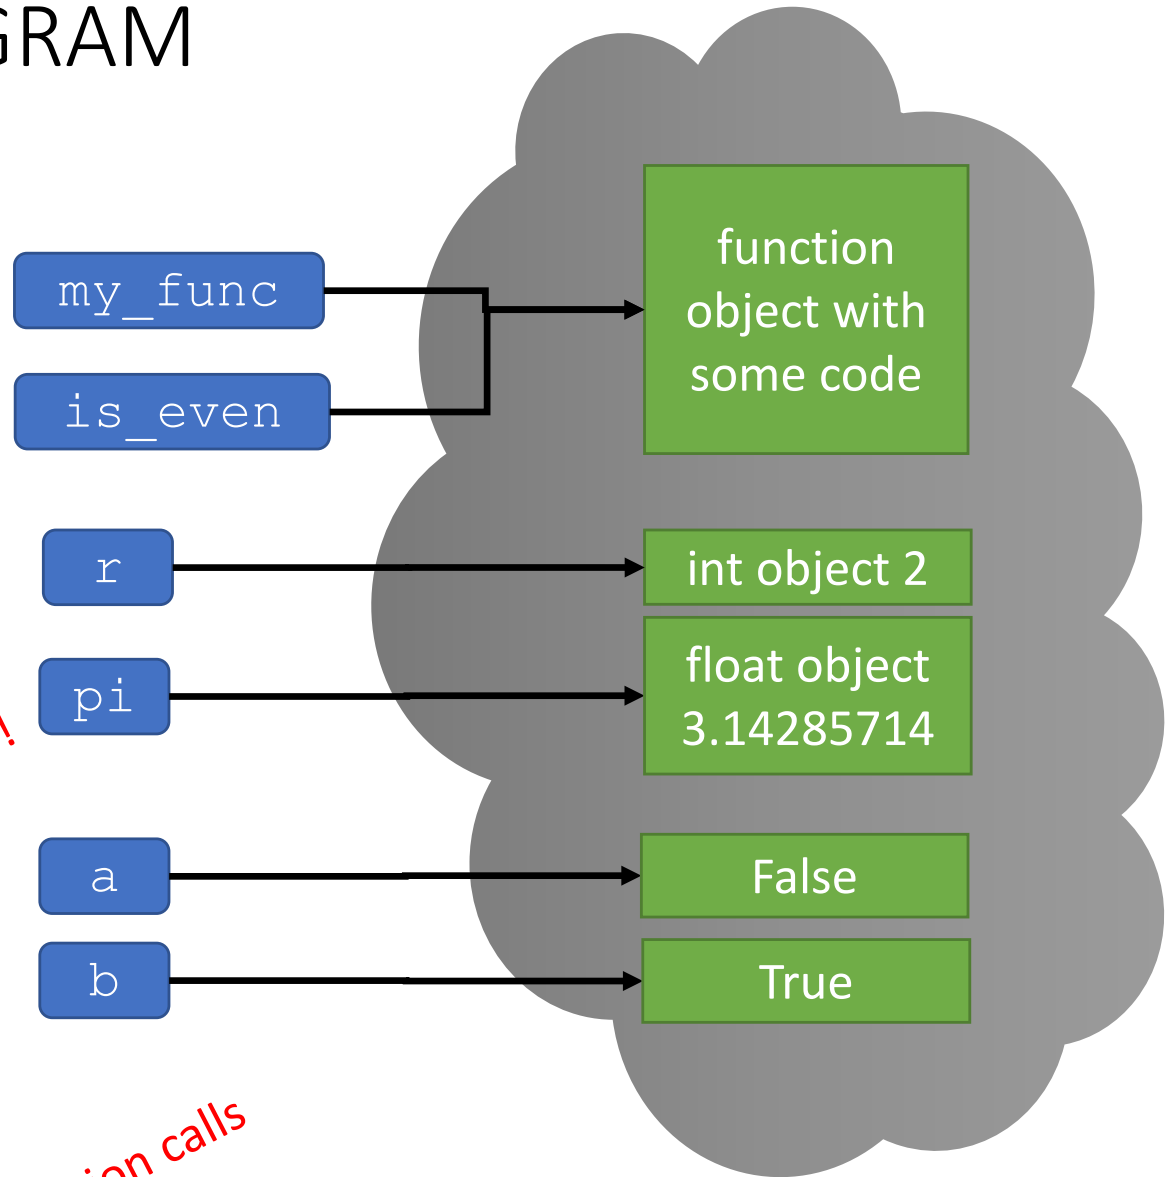 GRAM
my_func
function
object with
some code
is_even
r
int object 2
pi
float object
3.14285714
!
a
False
b
True
ion calls